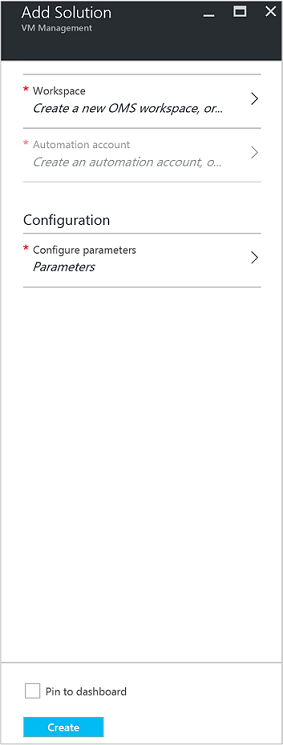 Add Solution
VM Management
* Workspace
Create a new OMS workspace, or...
* Automation account
Create an automation account, o...
Configuration
* Configure parameters
Parameters
Pin to dashboard
Create